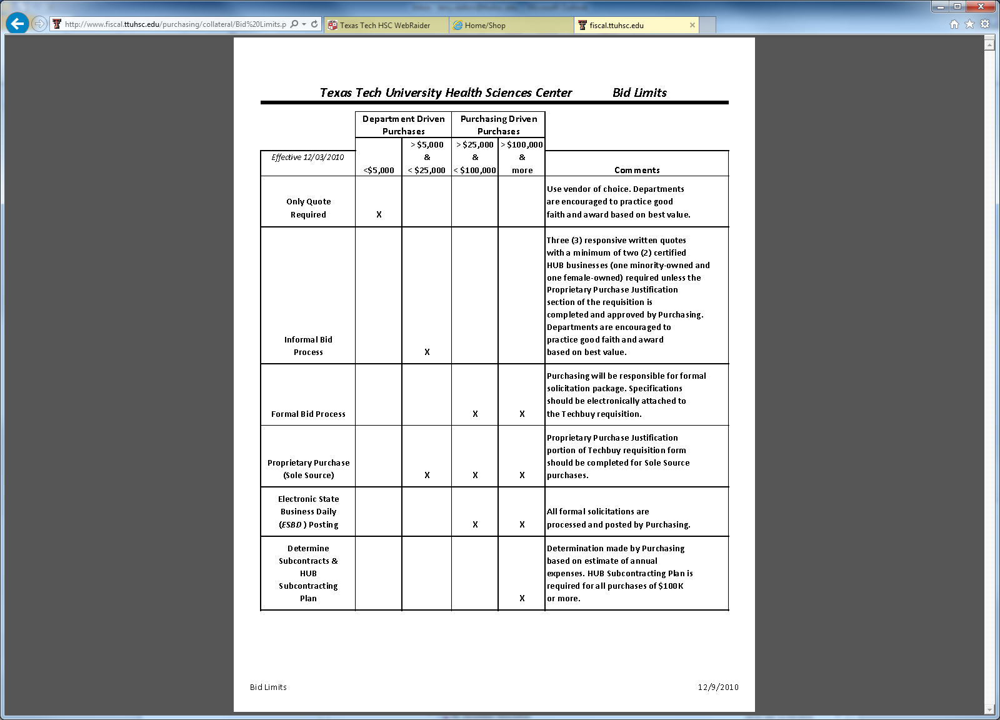 http://www.fiscal.ttuhsc.edu/purchasing/collateral/Bid%20Limits.p
Texas Tech HSC WebRaider
Home/Shop
fiscal.ttuhsc.edu
Texas Tech University Health Sciences Center Bid Limits
Department Driven Purchasing Driven
Purchases Purchases
> $5,000 > $25,000 > $100,000
Effective 12/03/2010 & & &
<$5,000 < $25,000 < $100,000 more Comments
Use vendor of choice. Departments
Only Quote are encouraged to practice good
Required X faith and award based on best value.
Three (3) responsive written quotes
with a minimum of two (2) certified
HUB businesses (one minority-owned and
one female-owned) required unless the
Proprietary Purchase Justification
section of the requisition is
completed and approved by Purchasing.
Departments are encouraged to
Informal Bid practice good faith and award
Process X based on best value.
Purchasing will be responsible for formal
solicitation package. Specifications
should be electronically attached to
Formal Bid Process X X the Techbuy requisition.
Proprietary Purchase Justification
portion of Techbuy requisition form
Proprietary Purchase should be completed for Sole Source
(Sole Source) X X X purchases.
Electronic State
Business Daily All formal solicitations are
(ESBD ) Posting X X processed and posted by Purchasing.
Determine Determination made by Purchasing
Subcontracts & based on estimate of annual
HUB expenses. HUB Subcontracting Plan is
Subcontracting required for all purchases of $100K
Plan X or more.
Bid Limits 12/9/2010